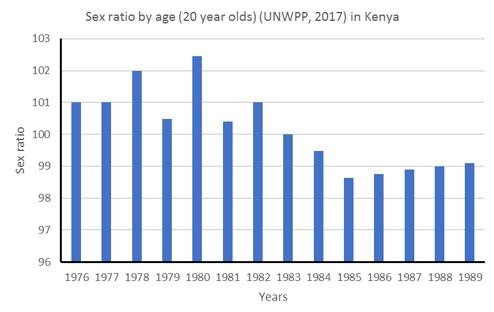 Sex ratio by age (20 year olds) (UNWPP, 2017) in Kenya
103
102
101
100
99
98
97
96
Sex ratio
1976 1977 1978 1979 1980 1981 1982 1983 1984 1985 1986 1987 1988 1989
Years